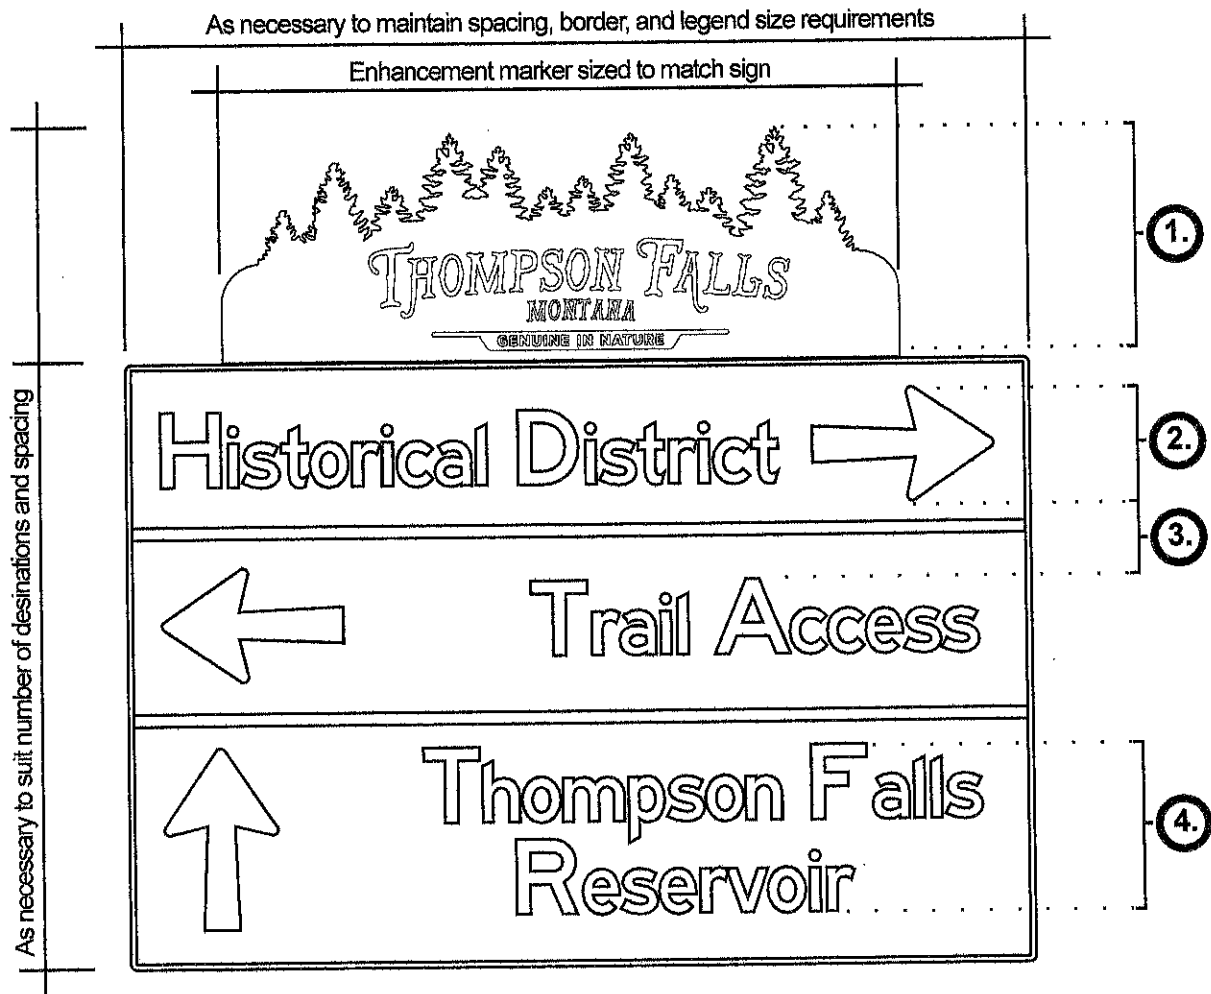 As necessary to maintain spacing, border, and legend size requirements
Enhancement marker sized to match sign
THOMPSON FALLS
MONTANA
GENUINE IN NATURE
1.
As necessary to suit number of desinations and spacing
Historical District
2.
3.
Trail Access
Thompson Falls
Reservoir
4.